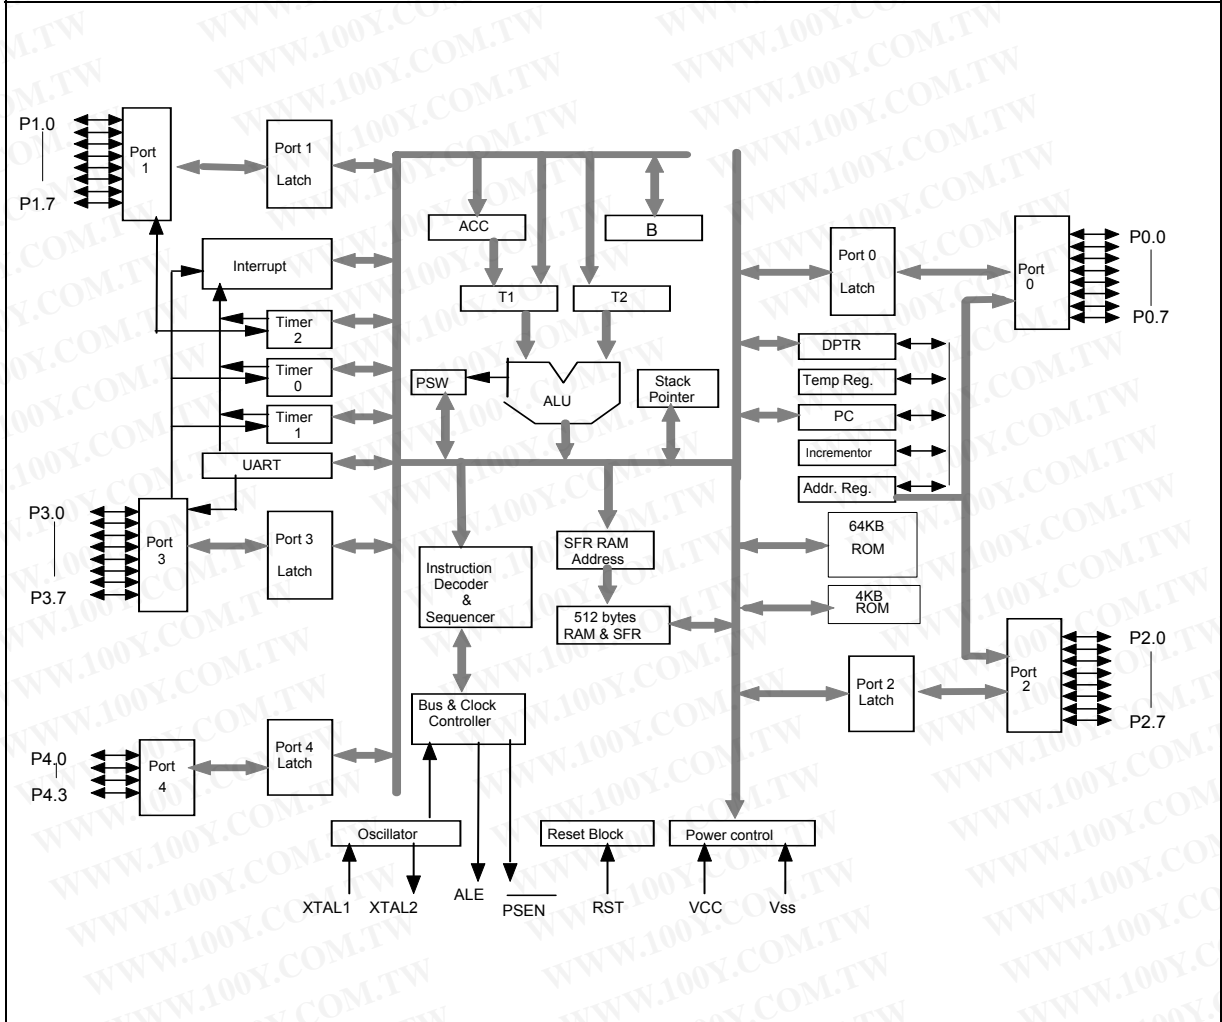 P1.0
P1.7
Port
1
Port 1
Latch
Interrupt
Timer
2
Timer
0
Timer
1
UART
P3.0
P3.7
Port
3
Port 3
Latch
P4.0
P4.3
Port
4
Port 4
Latch
ACC
B
T1
T2
PSW
ALU
Stack
Pointer
Instruction
Decoder
&
Sequencer
SFR RAM
Address
512 bytes
RAM & SFR
Bus & Clock
Controller
Oscillator
Reset Block
Power control
XTAL1
XTAL2
ALE
PSEN
RST
VCC
Vss
Port 0
Latch
Port
0
P0.0
P0.7
DPTR
Temp Reg.
PC
Incrementor
Addr. Reg.
64KB
ROM
4KB
ROM
Port 2
Latch
Port
2
P2.0
P2.7
WWW.100Y.COM.TW